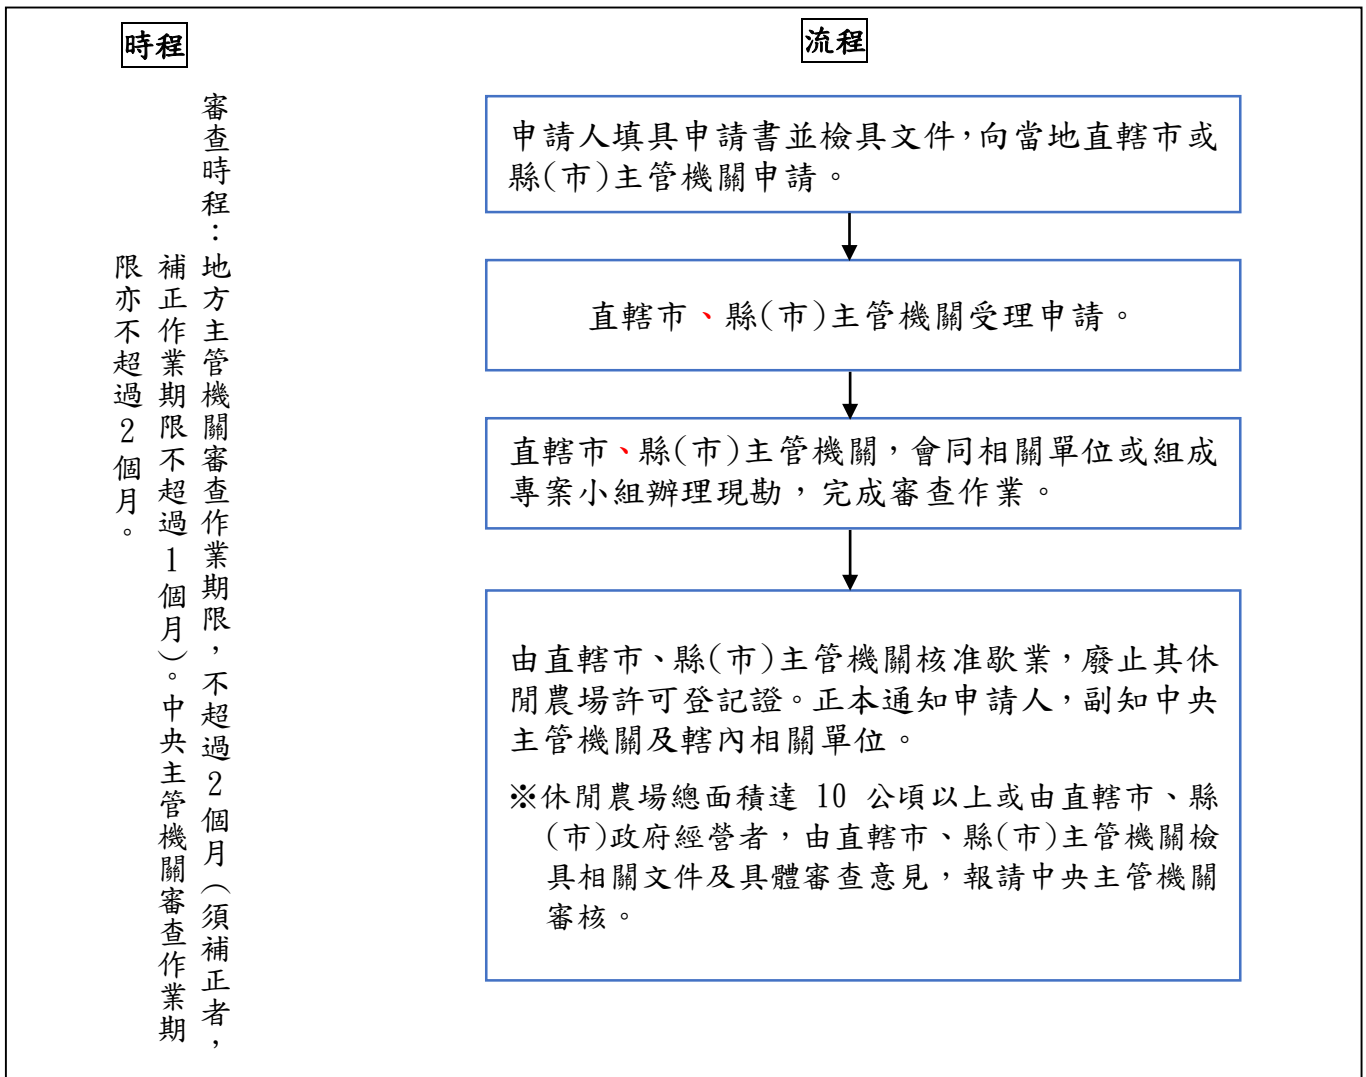 時程
流程
審查時程：地方主管機關審查作業期限，不超過2個月（須補正者，
補正作業期限不超過1個月）。中央主管機關審查作業期
限亦不超過2個月。
申請人填具申請書並檢具文件，向當地直轄市或
縣(市)主管機關申請。
直轄市、縣(市)主管機關受理申請。
直轄市、縣(市)主管機關，會同相關單位或組成
專案小組辦理現勘，完成審查作業。
由直轄市、縣(市)主管機關核准歇業，廢止其休
閒農場許可登記證。正本通知申請人，副知中央
主管機關及轄內相關單位。
※休閒農場總面積達 10 公頃以上或由直轄市、縣
(市)政府經營者，由直轄市、縣(市)主管機關檢
具相關文件及具體審查意見，報請中央主管機關
審核。